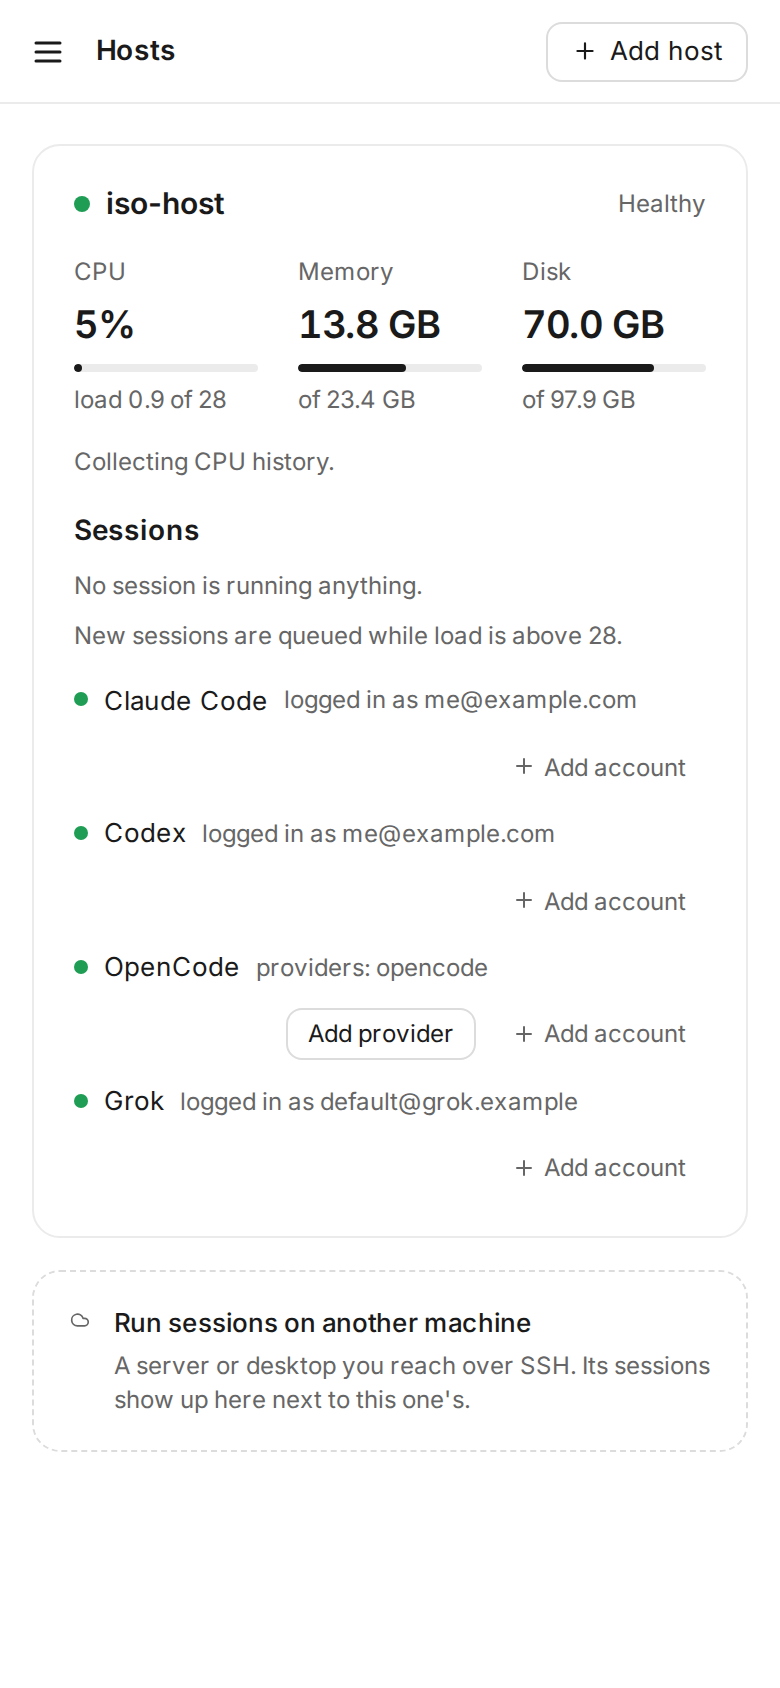 Hosts
Add host
iso-host
Healthy
CPU
Memory
Disk
5%
13.8 GB
70.0 GB
load 0.9 of 28
of 23.4 GB
of 97.9 GB
Collecting CPU history.
Sessions
No session is running anything.
New sessions are queued while load is above 28.
Claude Code logged in as me@example.com
+ Add account
Codex logged in as me@example.com
+ Add account
OpenCode providers: opencode
Add provider
+ Add account
Grok logged in as default@grok.example
+ Add account
Run sessions on another machine
A server or desktop you reach over SSH. Its sessions
show up here next to this one's.